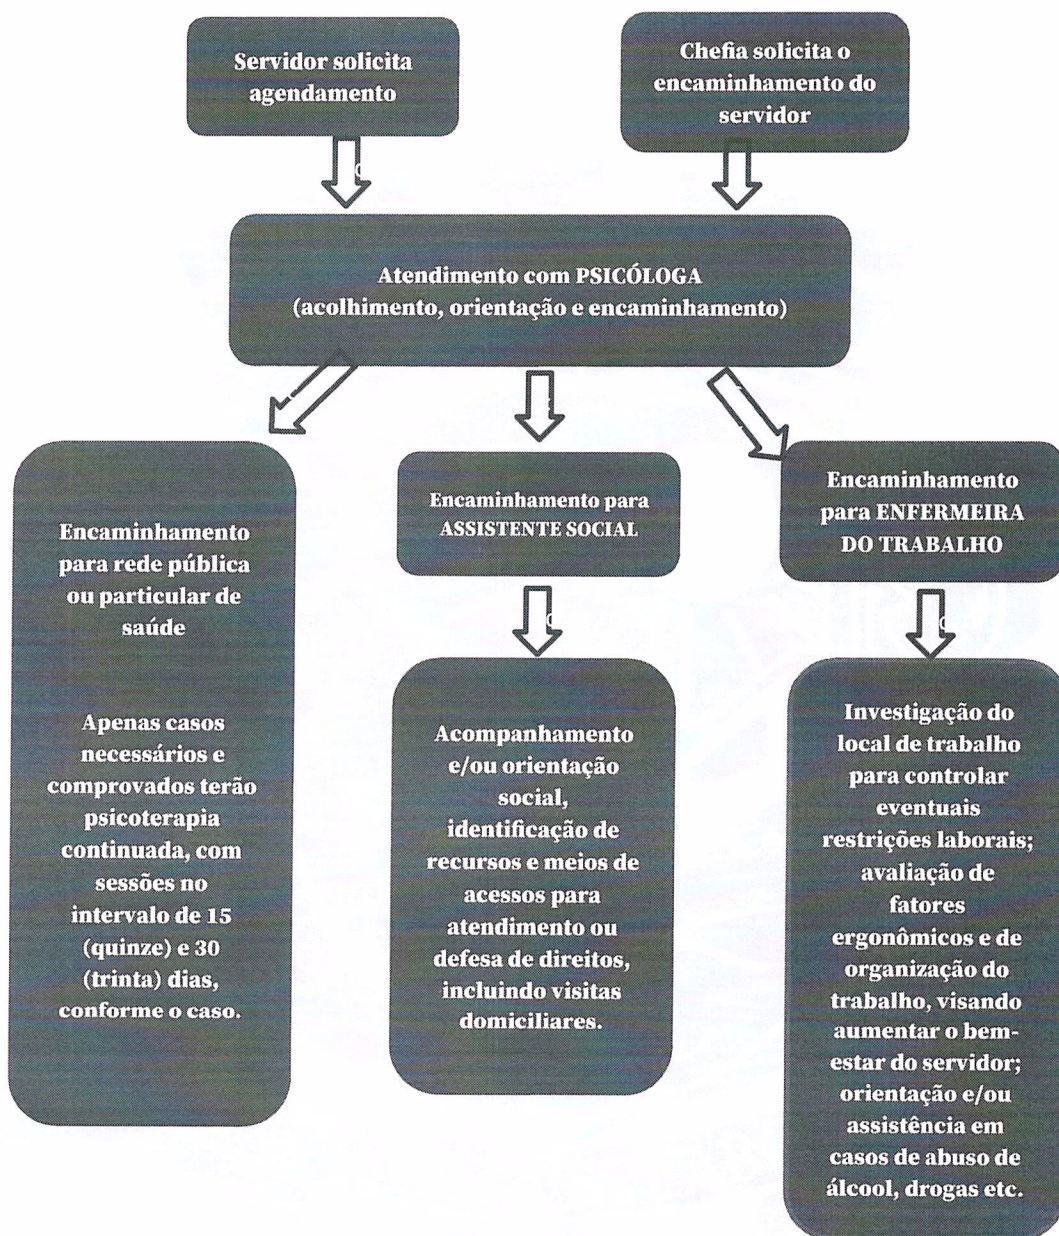 Servidor solicita
agendamento
Chefia solicita o
encaminhamento do
servidor
Atendimento com PSICÓLOGA
(acolhimento, orientação e encaminhamento)
Encaminhamento
para rede pública
ou particular de
saúde
Apenas casos
necessários e
comprovados terão
psicoterapia
continuada, com
sessões no
intervalo de 15
(quinze) e 30
(trinta) dias,
conforme o caso.
Encaminhamento para
ASSISTENTE SOCIAL
Acompanhamento
e/ou orientação
social,
identificação de
recursos e meios de
acessos para
atendimento ou
defesa de direitos,
incluindo visitas
domiciliares.
Encaminhamento
para ENFERMEIRA
DO TRABALHO
Investigação do
local de trabalho
para controlar
eventuais
restrições laborais;
avaliação de
fatores
ergonômicos e de
organização do
trabalho, visando
aumentar o bem-
estar do servidor;
orientação e/ou
assistência em
casos de abuso de
álcool, drogas etc.